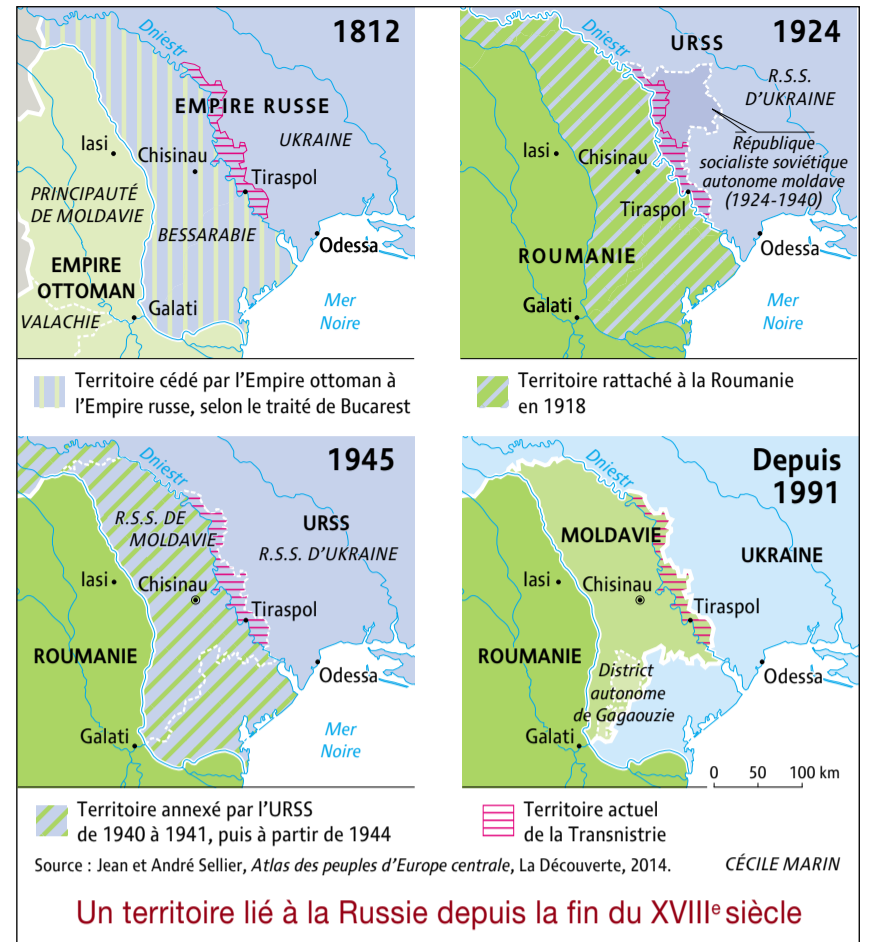 1812
Dniestr
EMPIRE RUSSE
UKRAINE
Iasi
Chisinau
Tiraspol
PRINCIPAUTÉ
DE MOLDAVIE
BESSARABIE
Odessa
EMPIRE
OTTOMAN
Galati
VALACHIE
Mer
Noire
Territoire cédé par l'Empire ottoman à
l'Empire russe, selon le traité de Bucarest
1924
Dniestr
URSS
R.S.S.
D'UKRAINE
République
socialiste soviétique
autonome moldave
(1924-1940)
Iasi
Chisinau
Tiraspol
Odessa
ROUMANIE
Galati
Mer
Noire
Territoire rattaché à la Roumanie
en 1918
1945
Dniestr
R.S.S. DE
MOLDAVIE
URSS
R.S.S. D'UKRAINE
Iasi
Chisinau
Tiraspol
ROUMANIE
Odessa
Galati
Mer
Noire
Territoire annexé par l'URSS
de 1940 à 1941, puis à partir de 1944
Depuis
1991
Dniestr
MOLDAVIE
UKRAINE
Iasi
Chisinau
Tiraspol
ROUMANIE
Odessa
District
autonome
de Gagaouzie
Galati
0 50 100 km
Territoire actuel
de la Transnistrie
Source : Jean et André Sellier, Atlas des peuples d'Europe centrale, La Découverte, 2014.
CÉCILE MARIN
Un territoire lié à la Russie depuis la fin du XVIIIe siècle